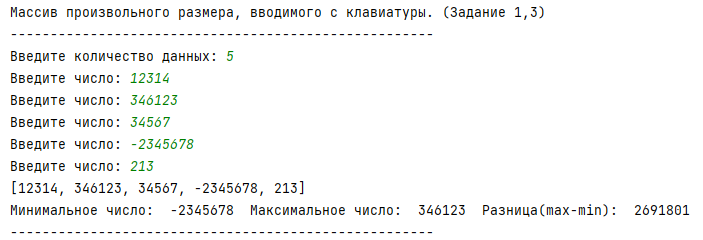 Массив произвольного размера, вводимого с клавиатуры. (Задание 1,3)
-----------------------------------------------------
Введите количество данных: 5
Введите число: 12314
Введите число: 346123
Введите число: 34567
Введите число: -2345678
Введите число: 213
[12314, 346123, 34567, -2345678, 213]
Минимальное число:  -2345678  Максимальное число:  346123  Разница(max-min):  2691801
-----------------------------------------------------